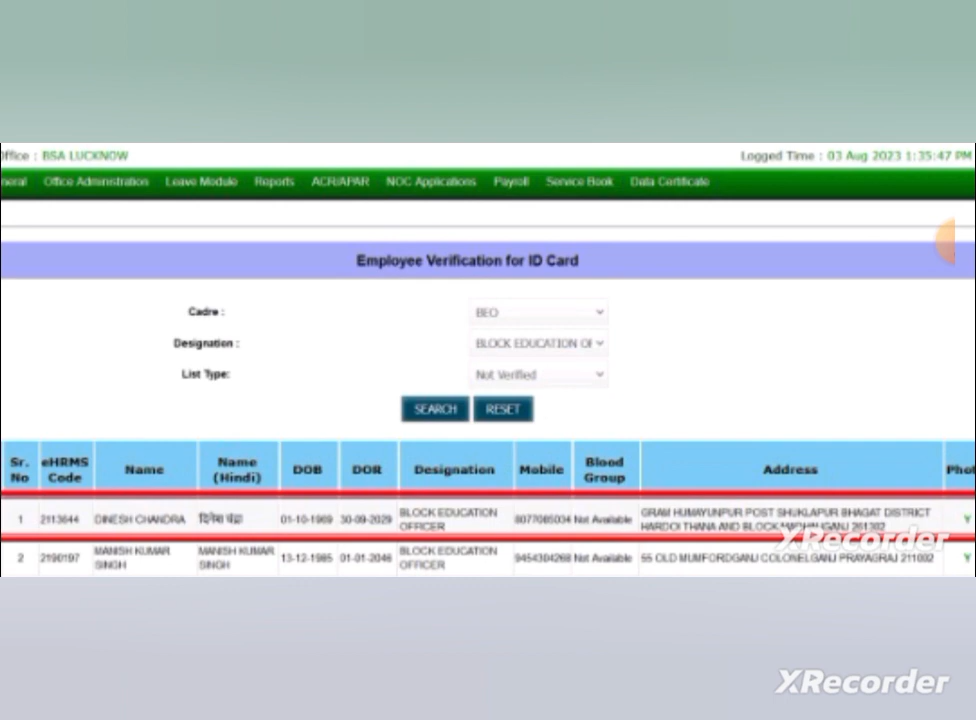 Office : BSA LUCKNOW
Logged Time : 03 Aug 2023 1:35:47 PM
neral Office Administration Leave Module Reports ACR/APAR NOC Applications Payroll Service Book Data Certificate
Employee Verification for ID Card
Cadre : BEO
Designation : BLOCK EDUCATION OF
List Type: Not Verified
SEARCH RESET
Sr. No eHRMS Code Name Name (Hindi) DOB DOR Designation Mobile Blood Group Address Phot
1 2113644 DINESH CHANDRA 01-10-1969 30-09-2029 BLOCK EDUCATION OFFICER 8077085034 Not Available GRAM HUMAYUNPUR POST SHUKLAPUR BHAGAT DISTRICT
HARDOI THANA AND BLOCK Y
2 2190197 MANISH KUMAR SINGH MANISH KUMAR SINGH 13-12-1985 01-01-2046 BLOCK EDUCATION OFFICER 9454304268 Not Available 55 OLD MUMFORDGANJ COLONELGANJ PRAYAGRAJ 211002 Y
XRecorder
XRecorder